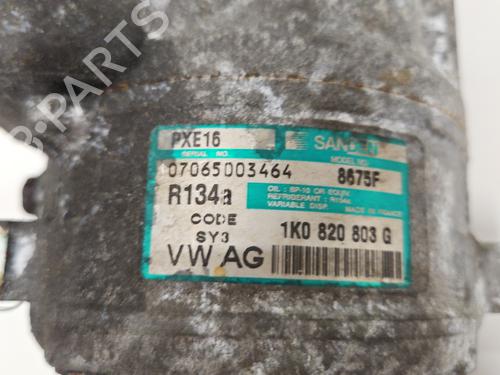 PXE16
SANDEN
SERIAL NO.
MODEL NO.
07065003464
8675F
R134a
OIL : SP-10 OR EQUIV.
REFRIGERANT : R134a
VARIABLE DISP. MADE IN FRANCE
CODE
SY3
1K0 820 803 G
VW AG
B-PARTS